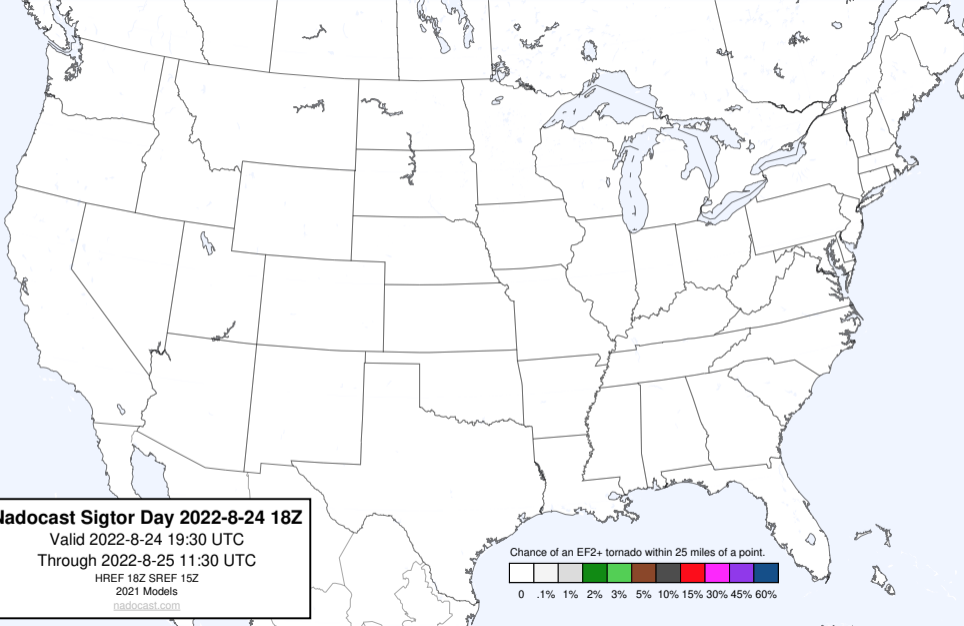 Nadocast Sigtor Day 2022-8-24 18Z
Valid 2022-08-24 19:30 UTC
Through 2022-8-25 11:30 UTC
HREF 18Z SREF 15Z
2021 Models
nadocast.com
Chance of an EF2+ tornado within 25 miles of a point.
0 .1% 1% 2% 3% 5% 10% 15% 30% 45% 60%